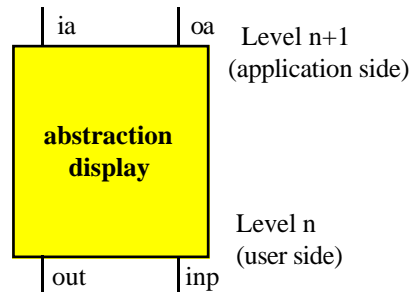 ia
oa
Level n+1
(application side)
abstraction
display
Level n
(user side)
out
inp